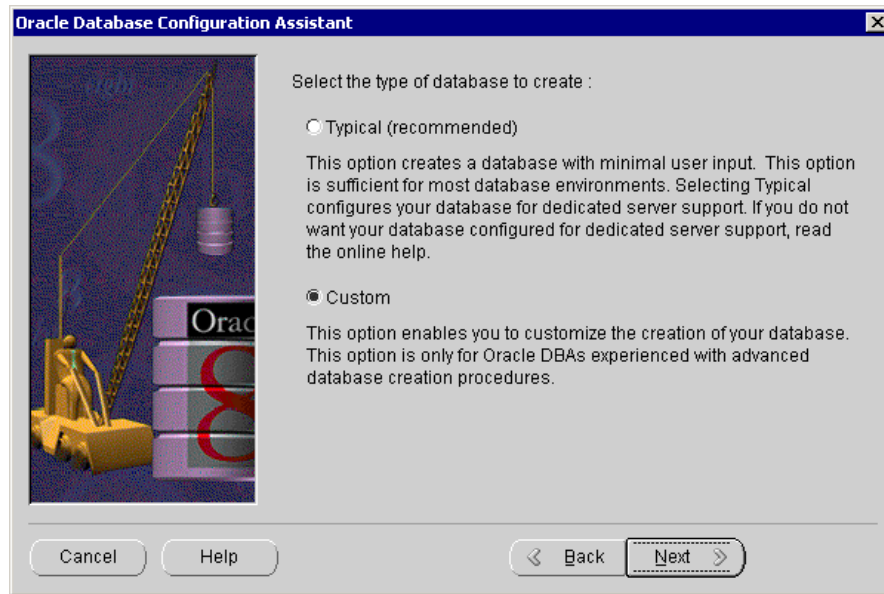 Oracle Database Configuration Assistant
Select the type of database to create :
Typical (recommended)
This option creates a database with minimal user input. This option
is sufficient for most database environments. Selecting Typical
configures your database for dedicated server support. If you do not
want your database configured for dedicated server support, read
the online help.
Custom
This option enables you to customize the creation of your database.
This option is only for Oracle DBAs experienced with advanced
database creation procedures.
Orac
8
Cancel
Help
Back
Next